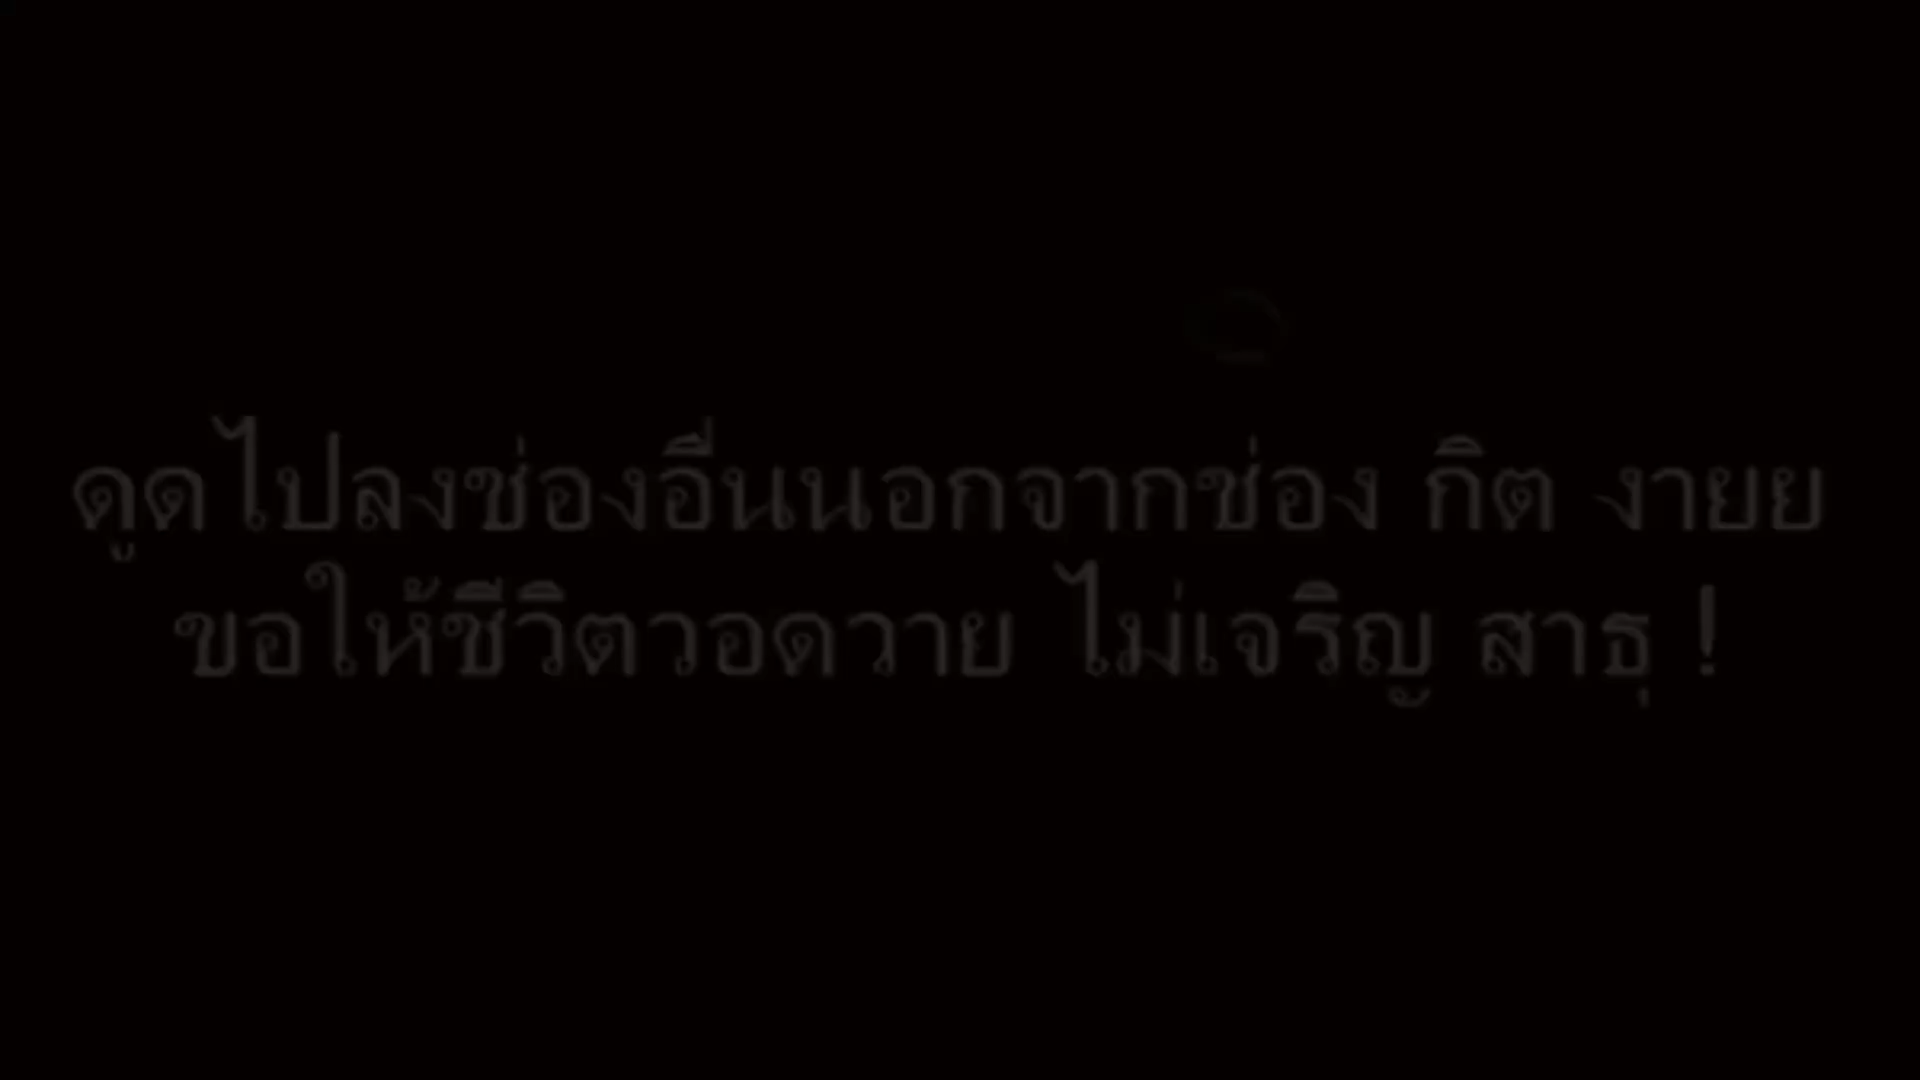 ดูดไปลงช่องอื่นนอกจากช่อง กิต งายย
ขอให้ชีวิตวอดวาย ไม่เจริญ สาธุ !